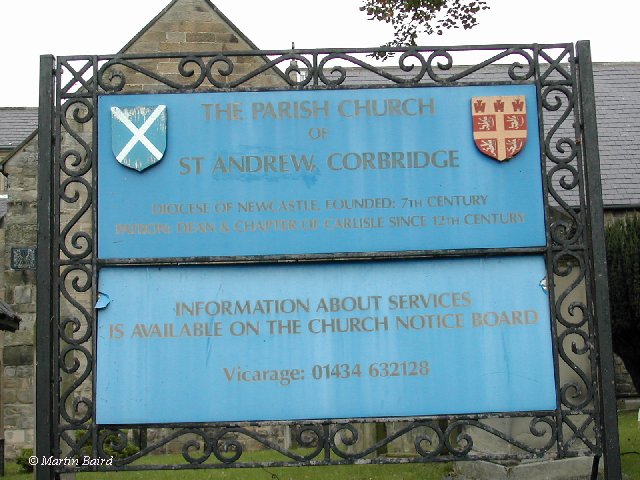 THE PARISH CHURCH
OF
ST ANDREW, CORBRIDGE
DIOCESE OF NEWCASTLE, FOUNDED: 7TH CENTURY
PATRON: DEAN & CHAPTER OF CARLISLE SINCE 12TH CENTURY
INFORMATION ABOUT SERVICES
IS AVAILABLE ON THE CHURCH NOTICE BOARD
Vicarage: 01434 632128
© Martin Baird